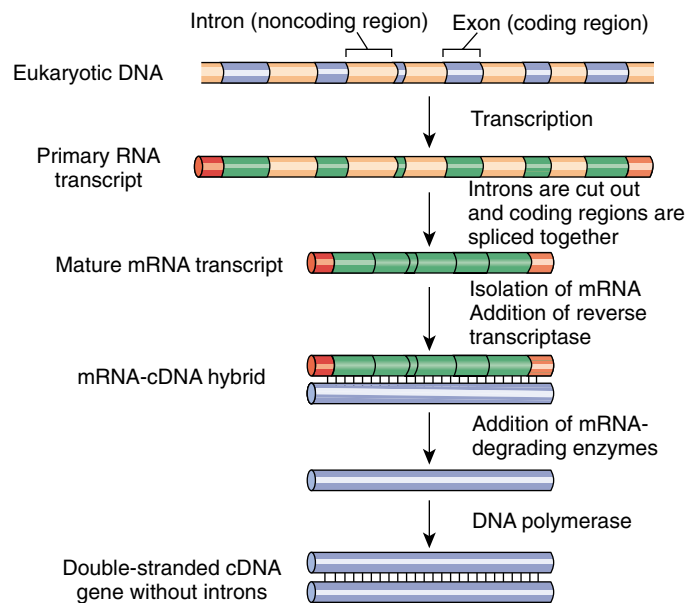 Intron (noncoding region)
Exon (coding region)
Eukaryotic DNA
Transcription
Primary RNA
transcript
Introns are cut out
and coding regions are
spliced together
Mature mRNA transcript
Isolation of mRNA
Addition of reverse
transcriptase
mRNA-cDNA hybrid
Addition of mRNA-
degrading enzymes
DNA polymerase
Double-stranded cDNA
gene without introns